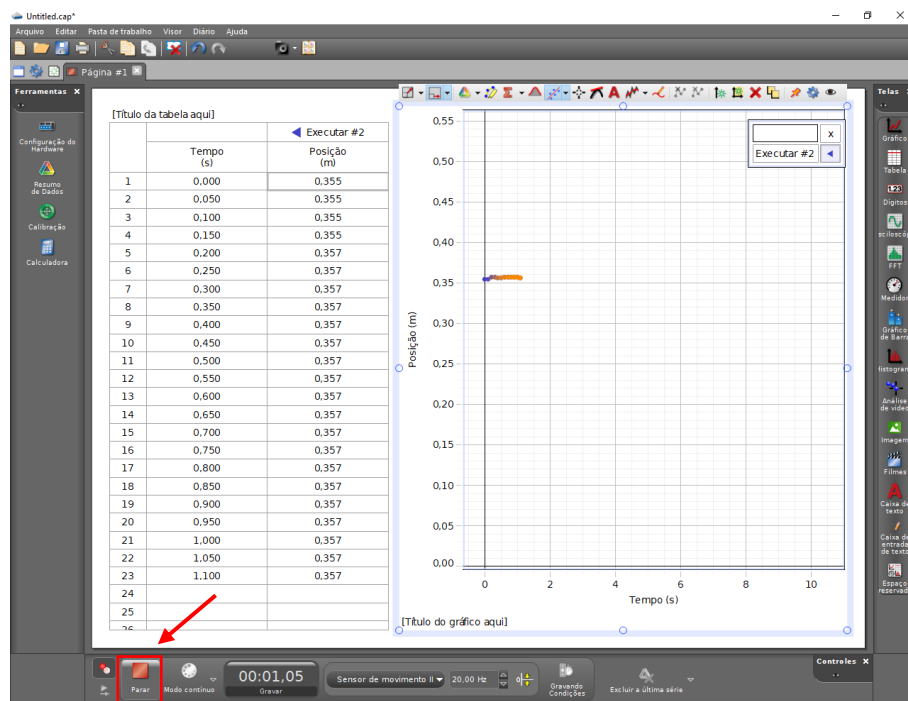 Untitled.cap*
Arquivo Editar Pasta de trabalho Visor Diário Ajuda
Página #1
Ferramentas X
Configuração do
Hardware
Resumo
de Dados
Calibração
Calculadora
[Título da tabela aqui]
Executar #2
Tempo
(s)
Posição
(m)
1 0,000 0,355
2 0,050 0,355
3 0,100 0,355
4 0,150 0,355
5 0,200 0,357
6 0,250 0,357
7 0,300 0,357
8 0,350 0,357
9 0,400 0,357
10 0,450 0,357
11 0,500 0,357
12 0,550 0,357
13 0,600 0,357
14 0,650 0,357
15 0,700 0,357
16 0,750 0,357
17 0,800 0,357
18 0,850 0,357
19 0,900 0,357
20 0,950 0,357
21 1,000 0,357
22 1,050 0,357
23 1,100 0,357
24
25
26
0,55
0,50
0,45
0,40
0,35
0,30
0,25
0,20
0,15
0,10
0,05
0,00
Posição (m)
0 2 4 6 8 10
Tempo (s)
x
Executar #2
[Título do gráfico aqui]
Telas
Gráfico
Tabela
1.23
Dígitos
sciloscóp
FFT
Medidor
Gráfico
de Barra
istogran
Análise
de vídeo
Imagem
Filmes
Caixa de
texto
Caixa de
entrada
de texto
Espaço
reservad
Parar
Modo contínuo
00:01,05
Gravar
Sensor de movimento II
20,00 Hz
Gravando
Condições
Excluir a última série
Controles X